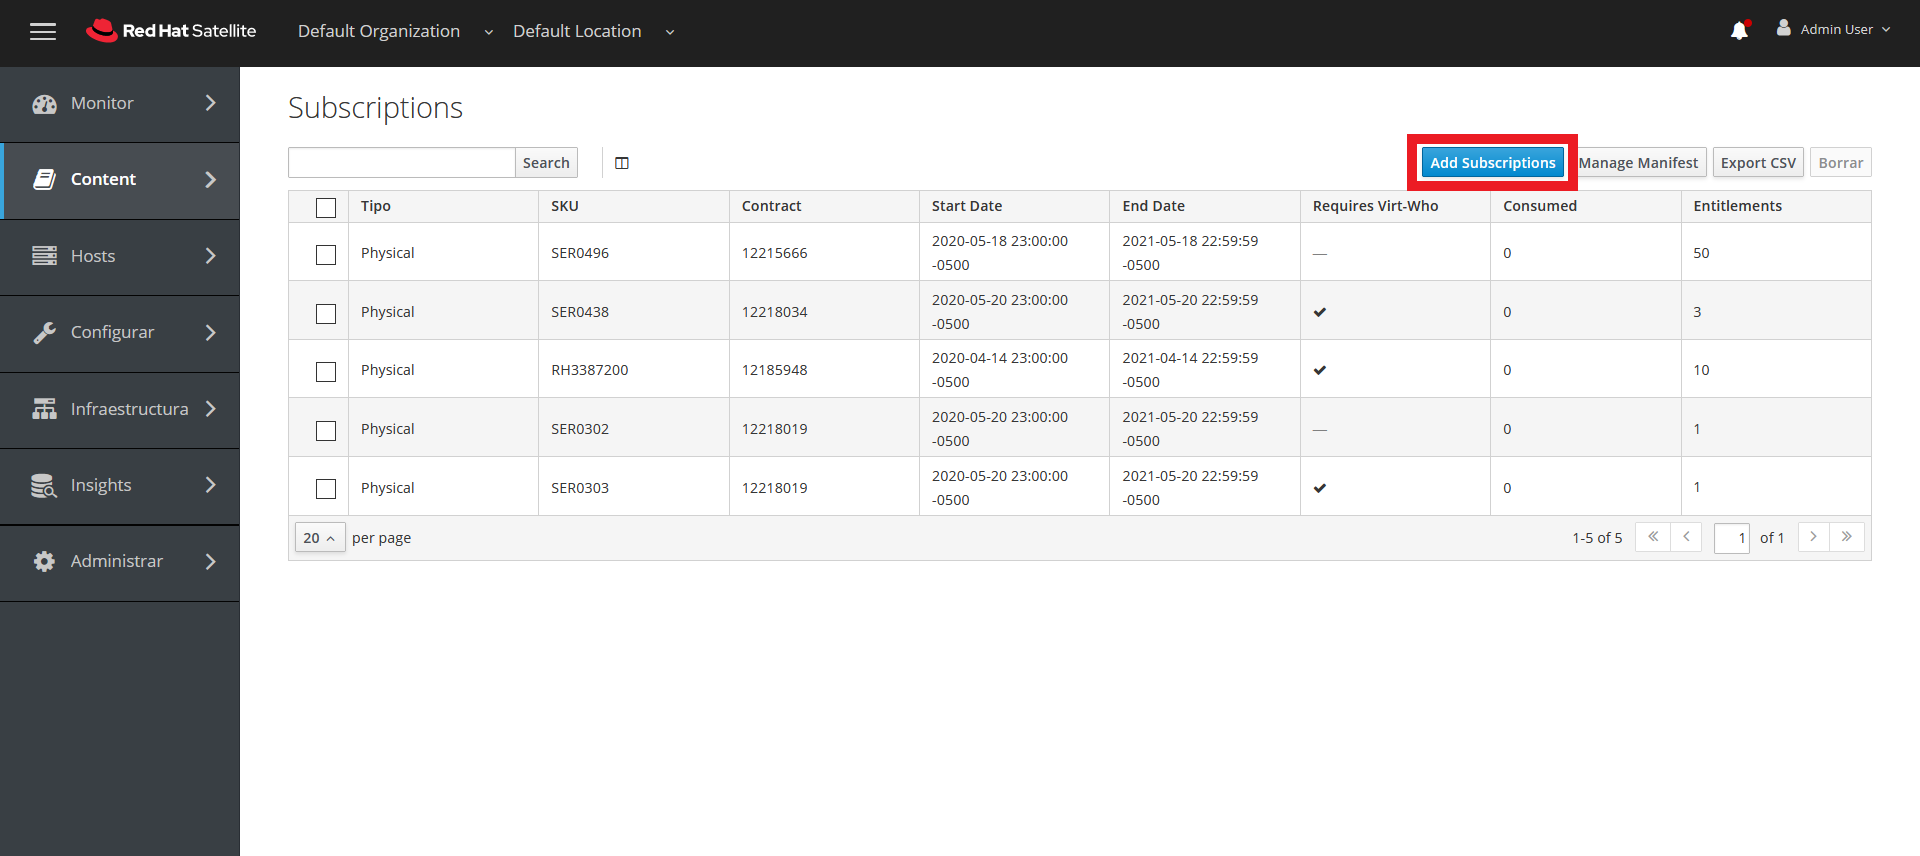 Red Hat Satellite Default Organization Default Location Admin User
Monitor
Content
Hosts
Configurar
Infraestructura
Insights
Administrar
Subscriptions
Search Add Subscriptions Manage Manifest Export CSV Borrar
Tipo SKU Contract Start Date End Date Requires Virt-Who Consumed Entitlements
Physical SER0496 12215666 2020-05-18 23:00:00 -0500 2021-05-18 22:59:59 -0500 — 0 50
Physical SER0438 12218034 2020-05-20 23:00:00 -0500 2021-05-20 22:59:59 -0500 ✔ 0 3
Physical RH3387200 12185948 2020-04-14 23:00:00 -0500 2021-04-14 22:59:59 -0500 ✔ 0 10
Physical SER0302 12218019 2020-05-20 23:00:00 -0500 2021-05-20 22:59:59 -0500 — 0 1
Physical SER0303 12218019 2020-05-20 23:00:00 -0500 2021-05-20 22:59:59 -0500 ✔ 0 1
20 per page 1-5 of 5 « ‹ 1 of 1 › »